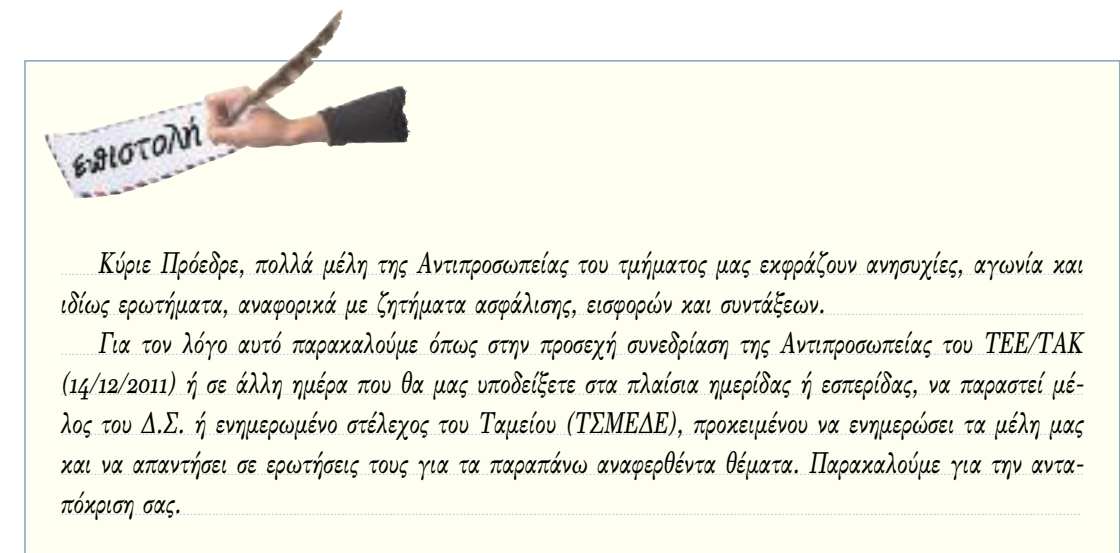 επιστολή
Κύριε Πρόεδρε, πολλά μέλη της Αντιπροσωπείας του τμήματος μας εκφράζουν ανησυχίες, αγωνία και
ιδίως ερωτήματα, αναφορικά με ζητήματα ασφάλισης, εισφορών και συντάξεων.
Για τον λόγο αυτό παρακαλούμε όπως στην προσεχή συνεδρίαση της Αντιπροσωπείας του ΤΕΕ/ΤΑΚ
(14/12/2011) ή σε άλλη ημέρα που θα μας υποδείξετε στα πλαίσια ημερίδας ή εσπερίδας, να παραστεί μέ-
λος του Δ.Σ. ή ενημερωμένο στέλεχος του Ταμείου (ΤΣΜΕΔΕ), προκειμένου να ενημερώσει τα μέλη μας
και να απαντήσει σε ερωτήσεις τους για τα παραπάνω αναφερθέντα θέματα. Παρακαλούμε για την αντα-
πόκριση σας.